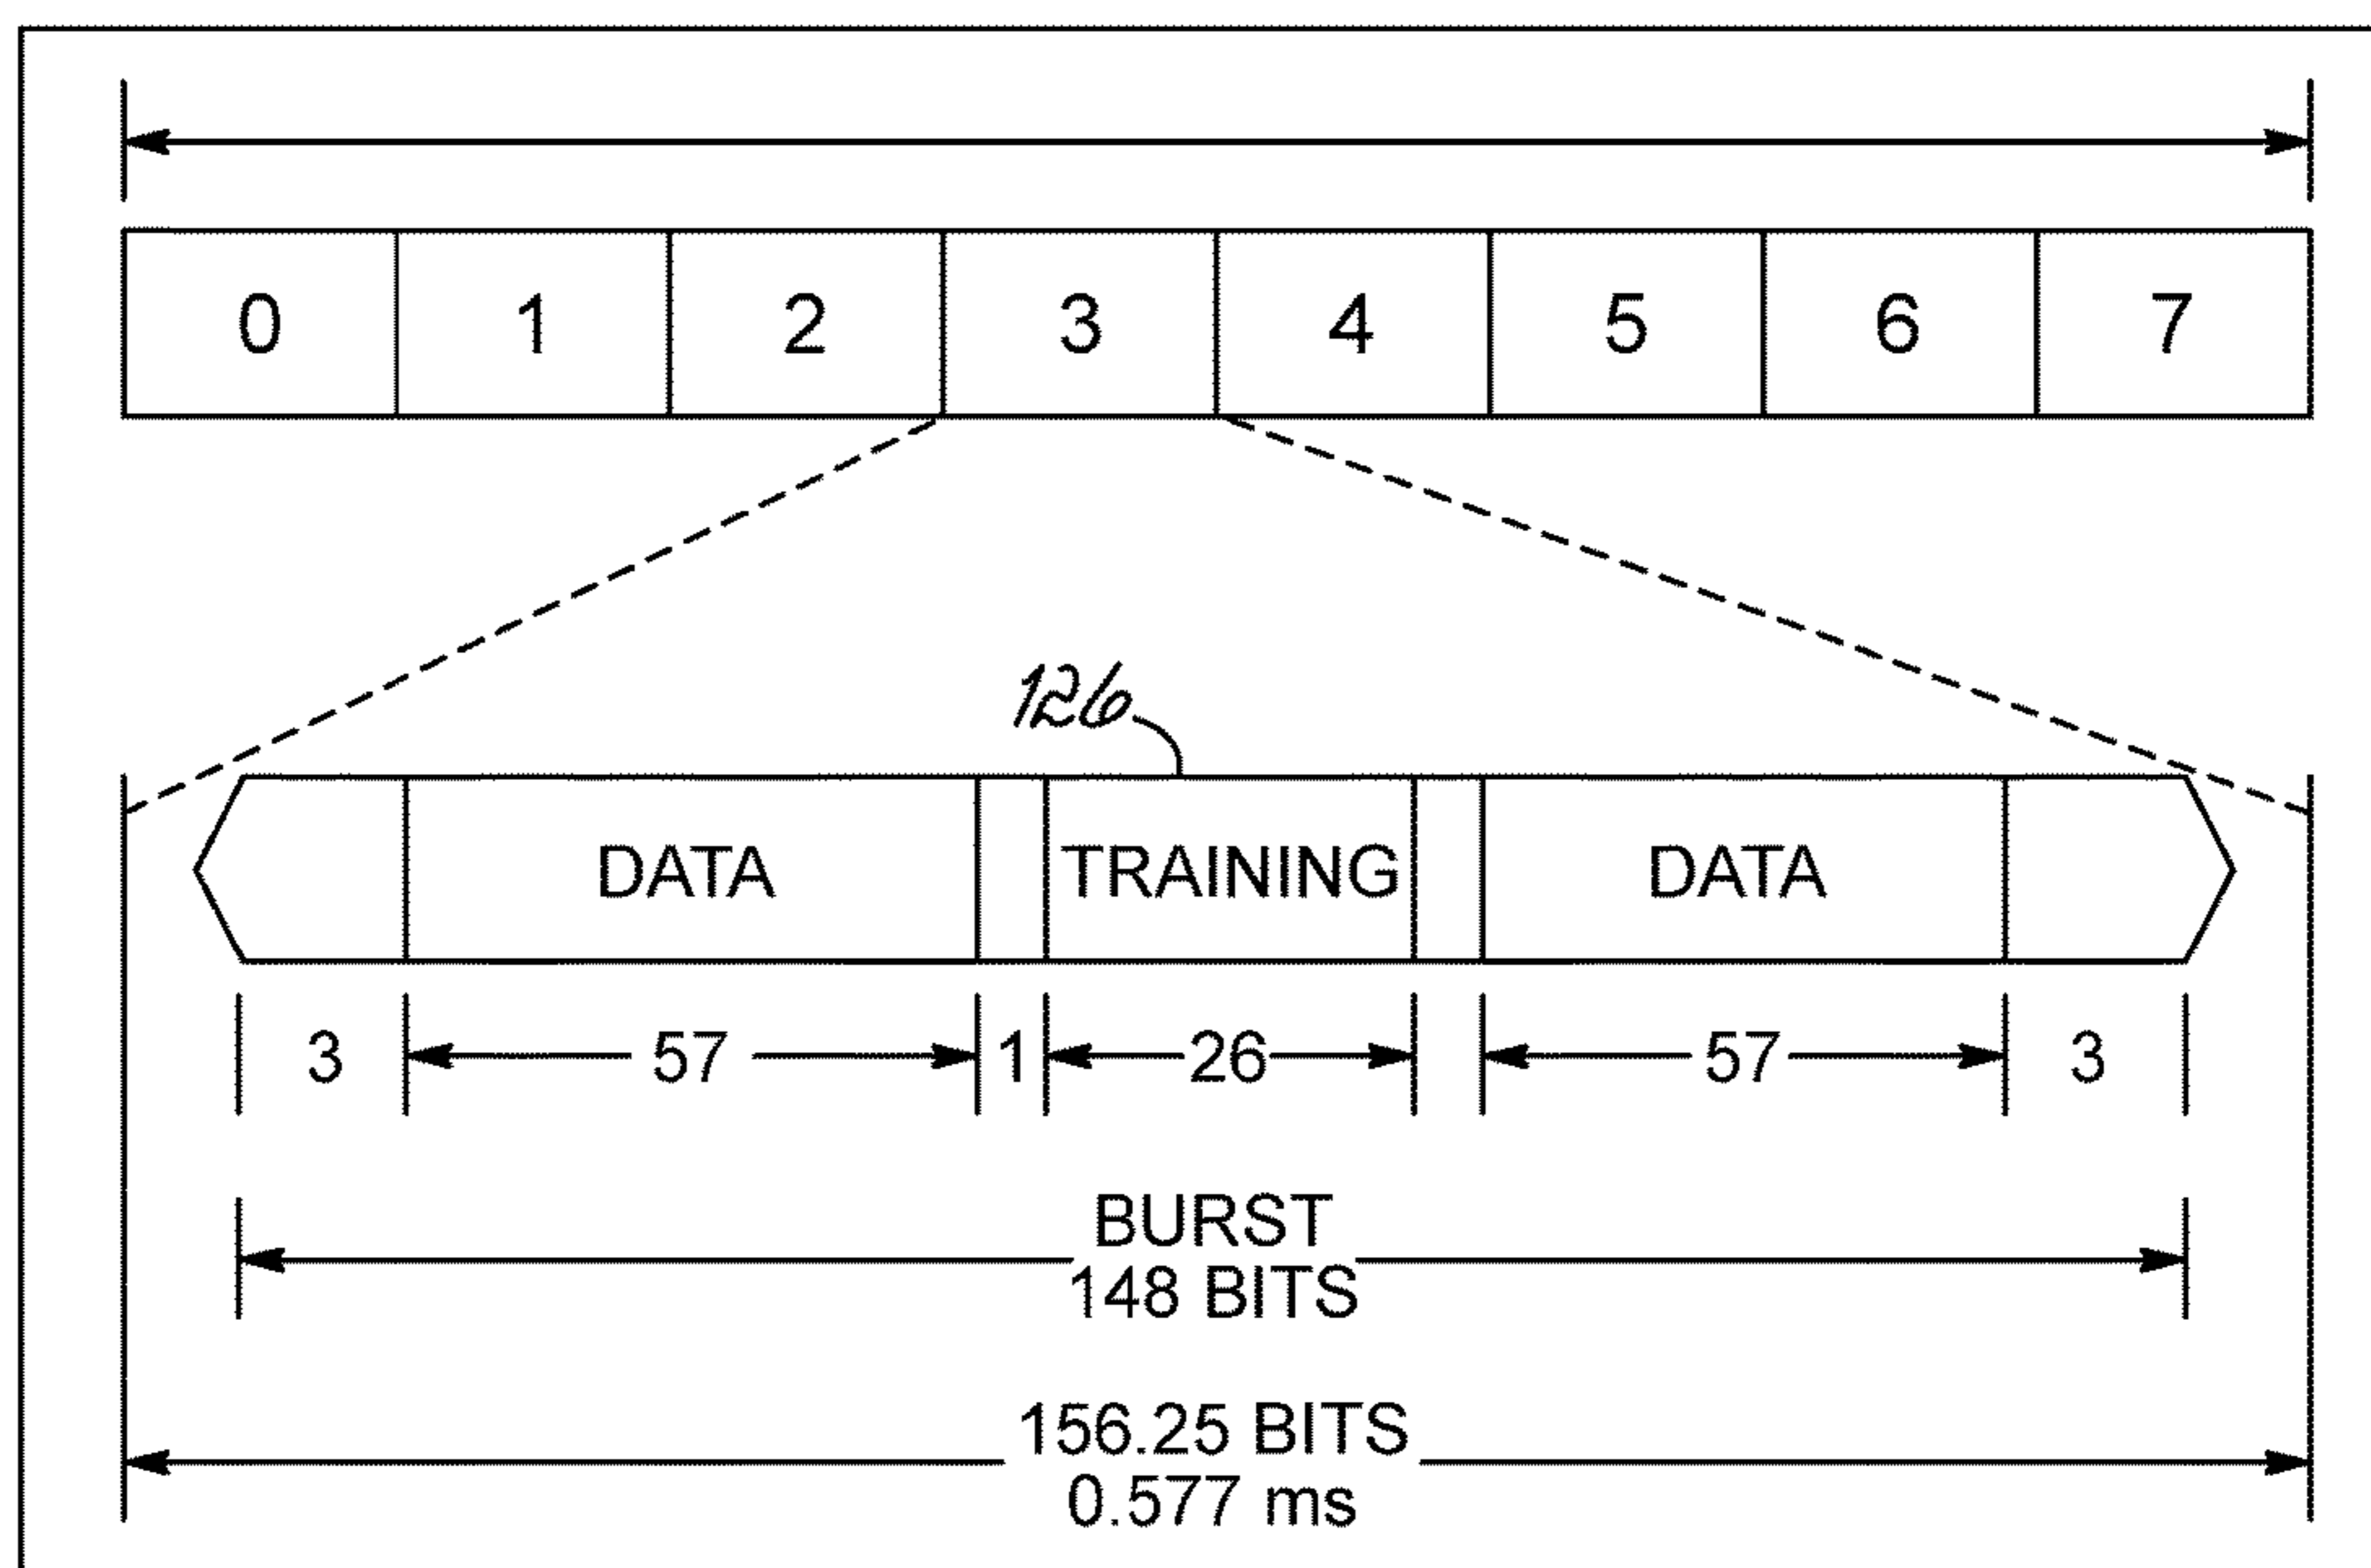 0 1 2 3 4 5 6 7
126
DATA TRAINING DATA
3 57 1 26 57 3
BURST
148 BITS
156.25 BITS
0.577 ms